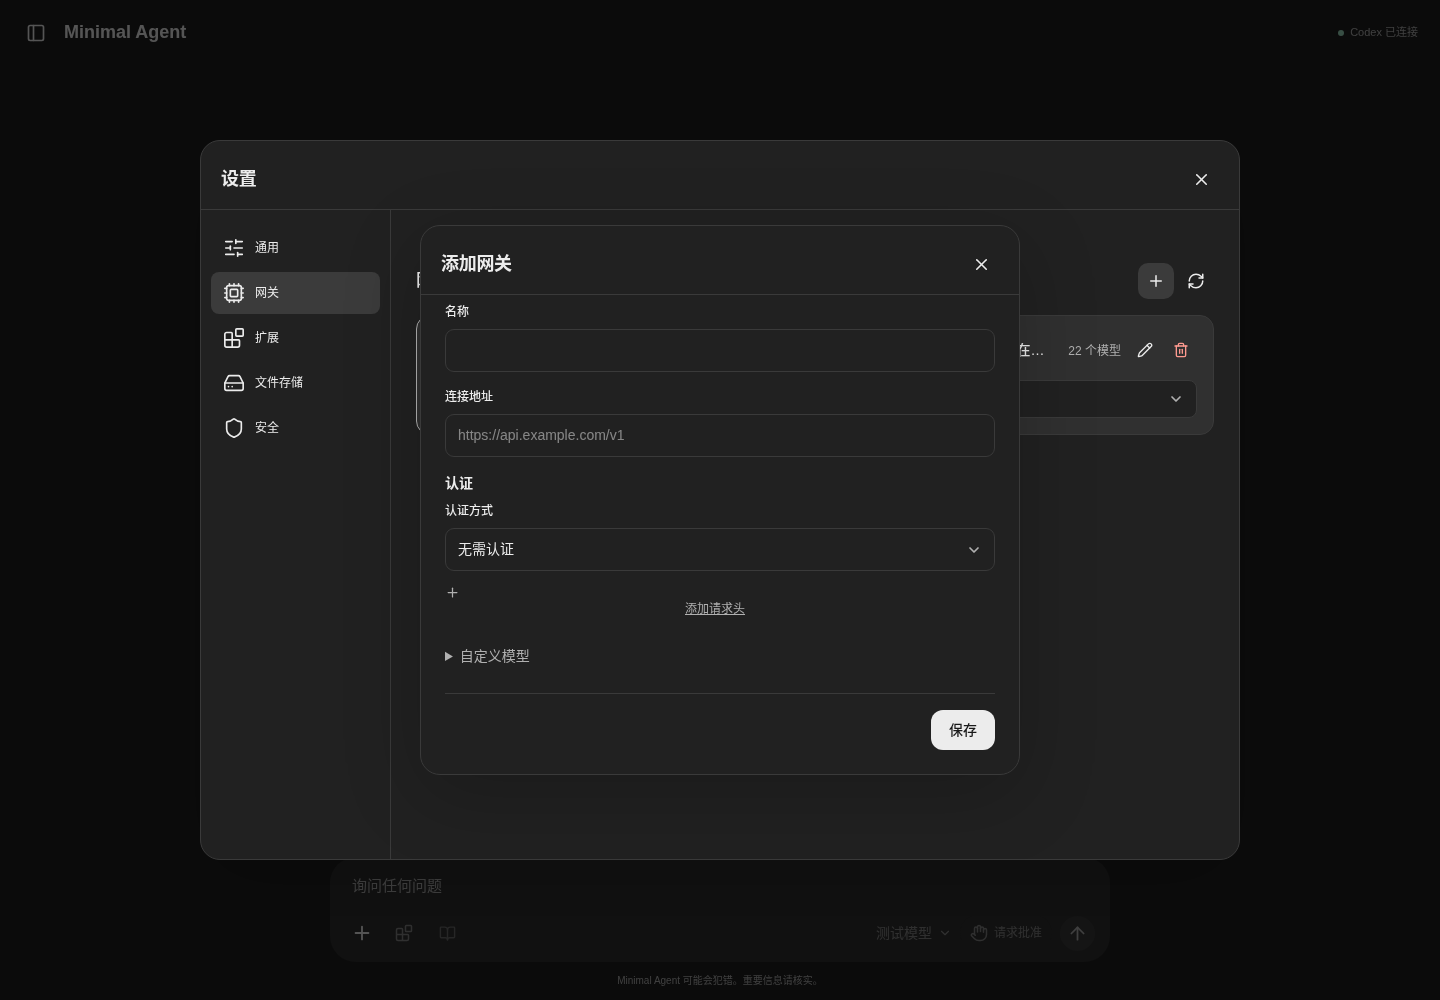 Minimal Agent
Codex 已连接
设置
通用
网关
扩展
文件存储
安全
添加网关
名称
连接地址
https://api.example.com/v1
认证
认证方式
无需认证
添加请求头
自定义模型
保存
在...
22 个模型
询问任何问题
测试模型
请求批准
Minimal Agent 可能会犯错。重要信息请核实。